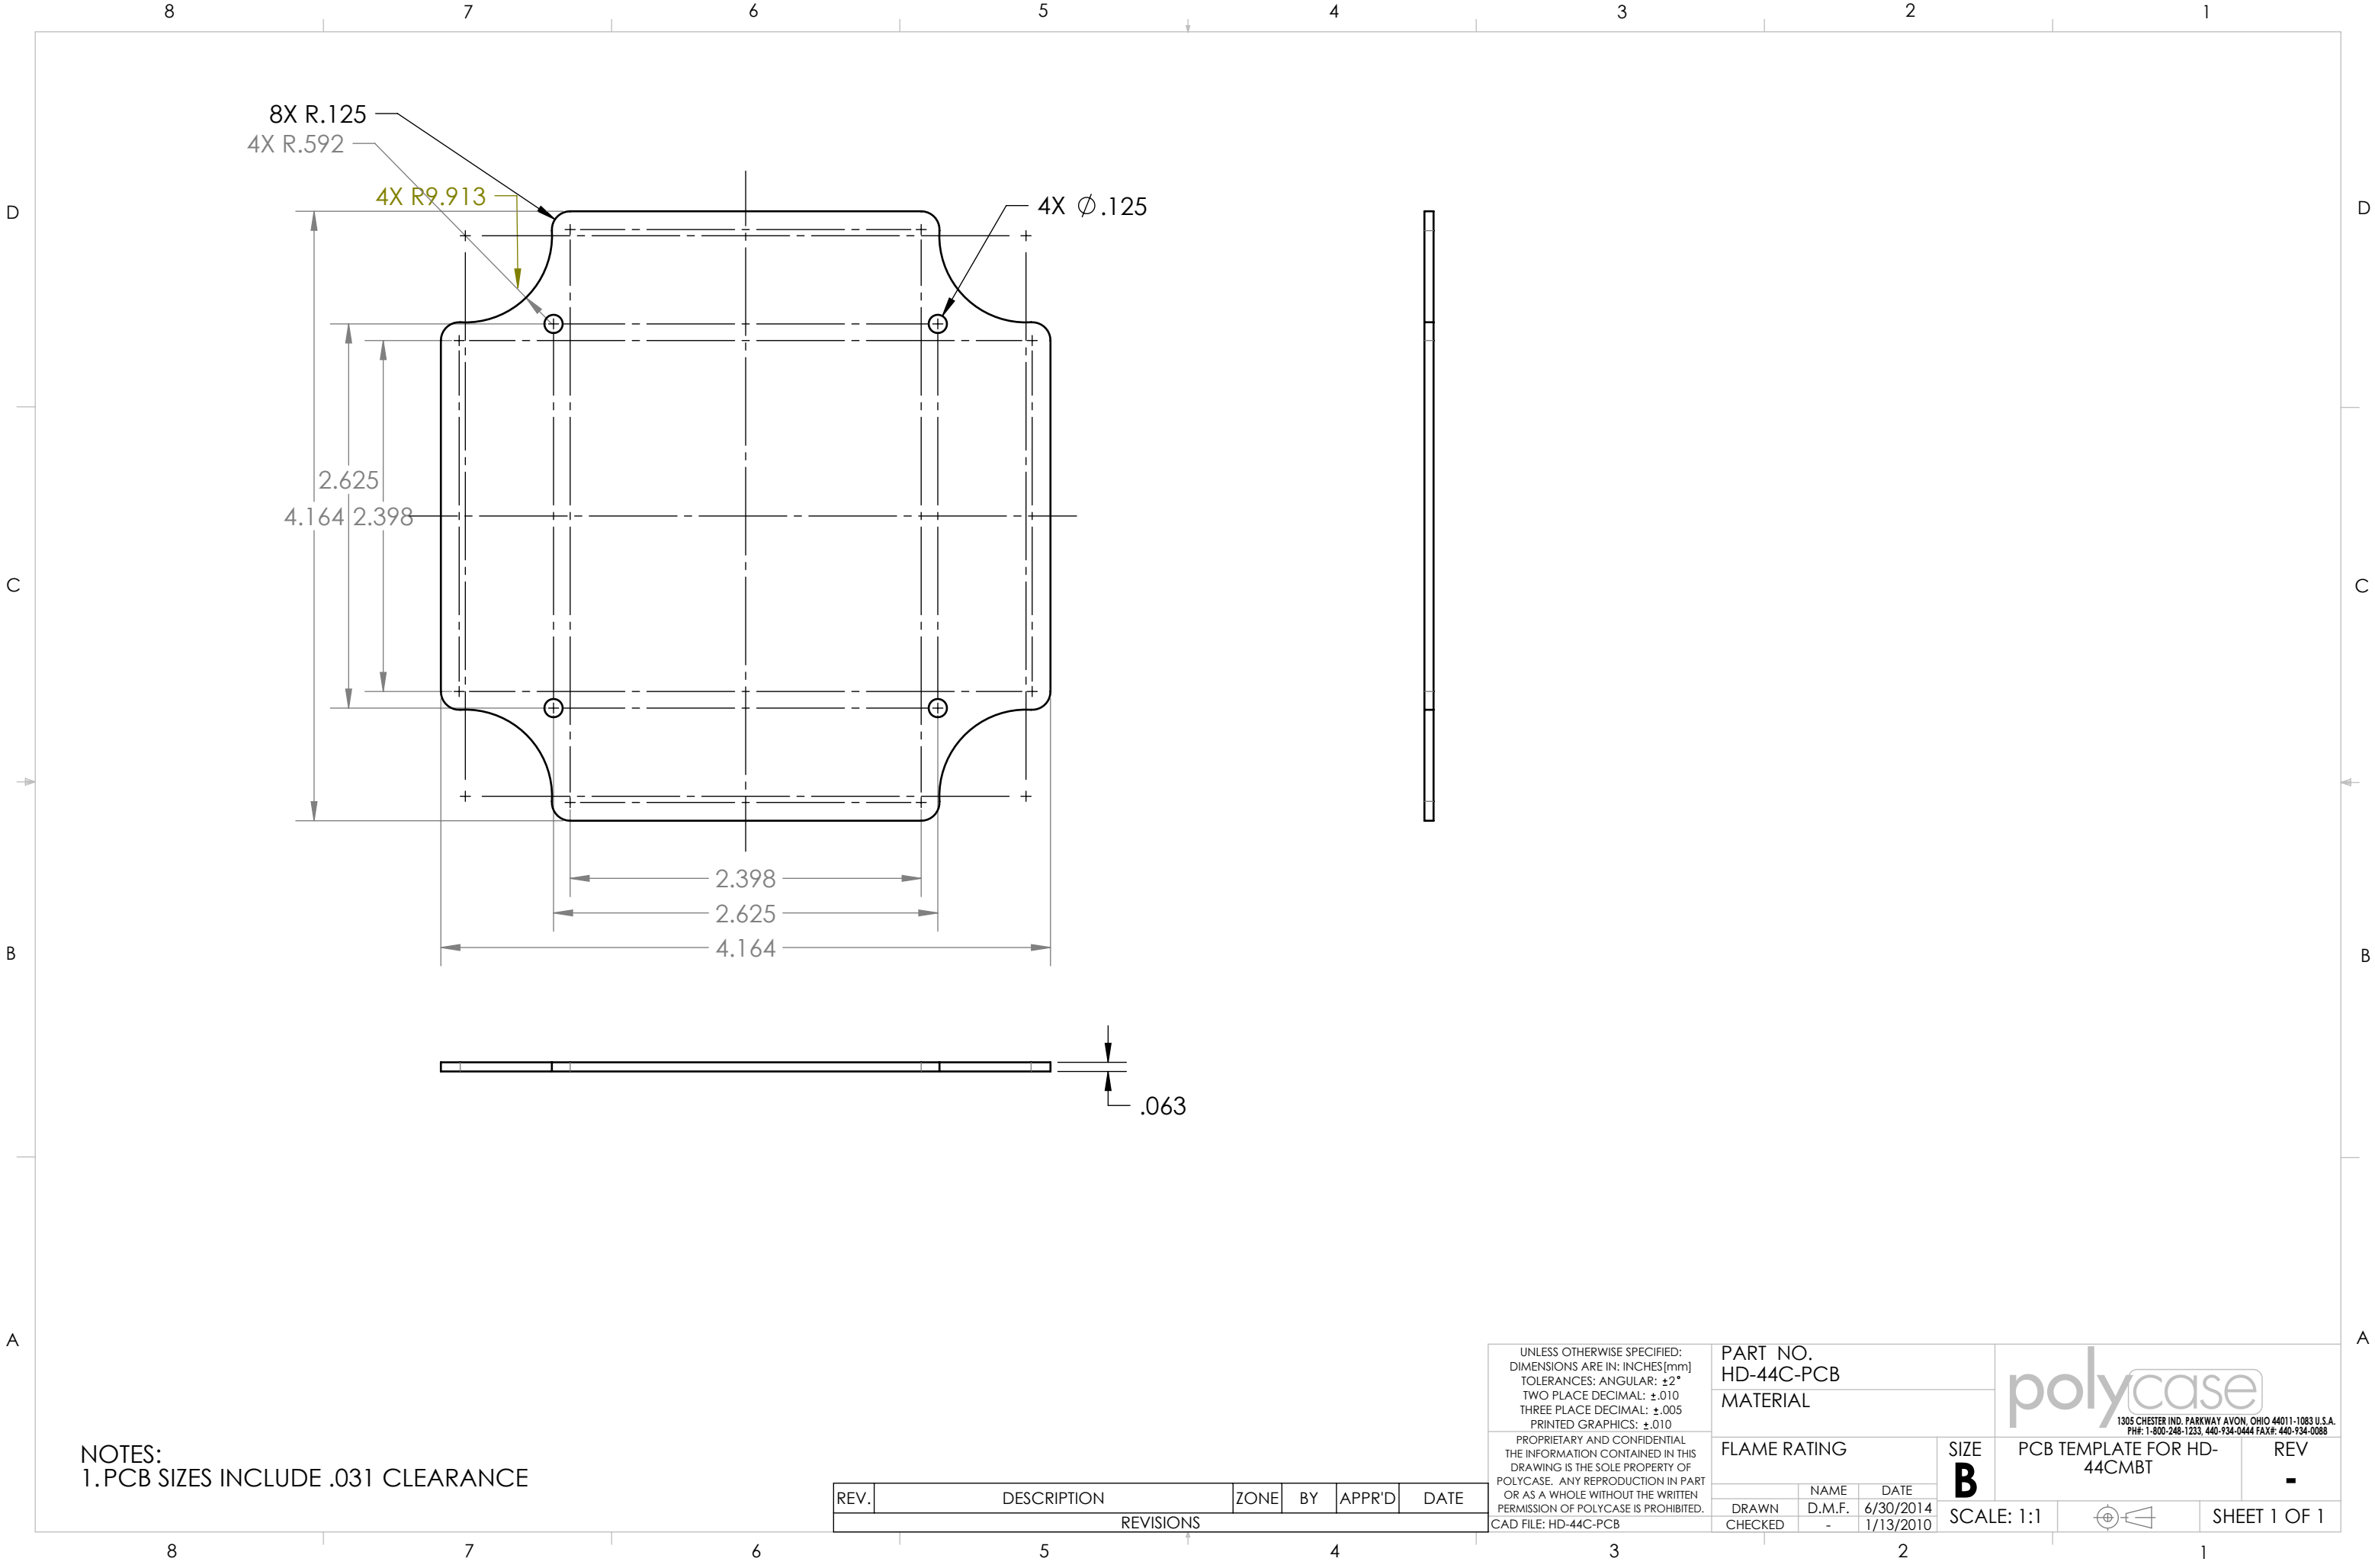 8 7 6 5 4 3 2 1
8X R.125
4X R.592
4X R9.913
4X ∅.125
D D
2.625
4.164 2.398
C C
2.398
2.625
4.164
B B
.063
A A
NOTES:
1.PCB SIZES INCLUDE .031 CLEARANCE
REV. DESCRIPTION ZONE BY APPR'D DATE
REVISIONS
UNLESS OTHERWISE SPECIFIED:
DIMENSIONS ARE IN: INCHES[mm]
TOLERANCES: ANGULAR: ±2°
TWO PLACE DECIMAL: ±.010
THREE PLACE DECIMAL: ±.005
PRINTED GRAPHICS: ±.010
PROPRIETARY AND CONFIDENTIAL
THE INFORMATION CONTAINED IN THIS
DRAWING IS THE SOLE PROPERTY OF
POLYCASE. ANY REPRODUCTION IN PART
OR AS A WHOLE WITHOUT THE WRITTEN
PERMISSION OF POLYCASE IS PROHIBITED.
CAD FILE: HD-44C-PCB
PART NO.
HD-44C-PCB
MATERIAL
FLAME RATING
NAME DATE
DRAWN D.M.F. 6/30/2014
CHECKED - 1/13/2010
polycase
1305 CHESTER IND. PARKWAY AVON, OHIO 44011-1083 U.S.A.
PH#: 1-800-248-1233, 440-934-0444 FAX#: 440-934-0088
SIZE
B
PCB TEMPLATE FOR HD-
44CMBT
REV
-
SCALE: 1:1
SHEET 1 OF 1
8 7 6 5 4 3 2 1